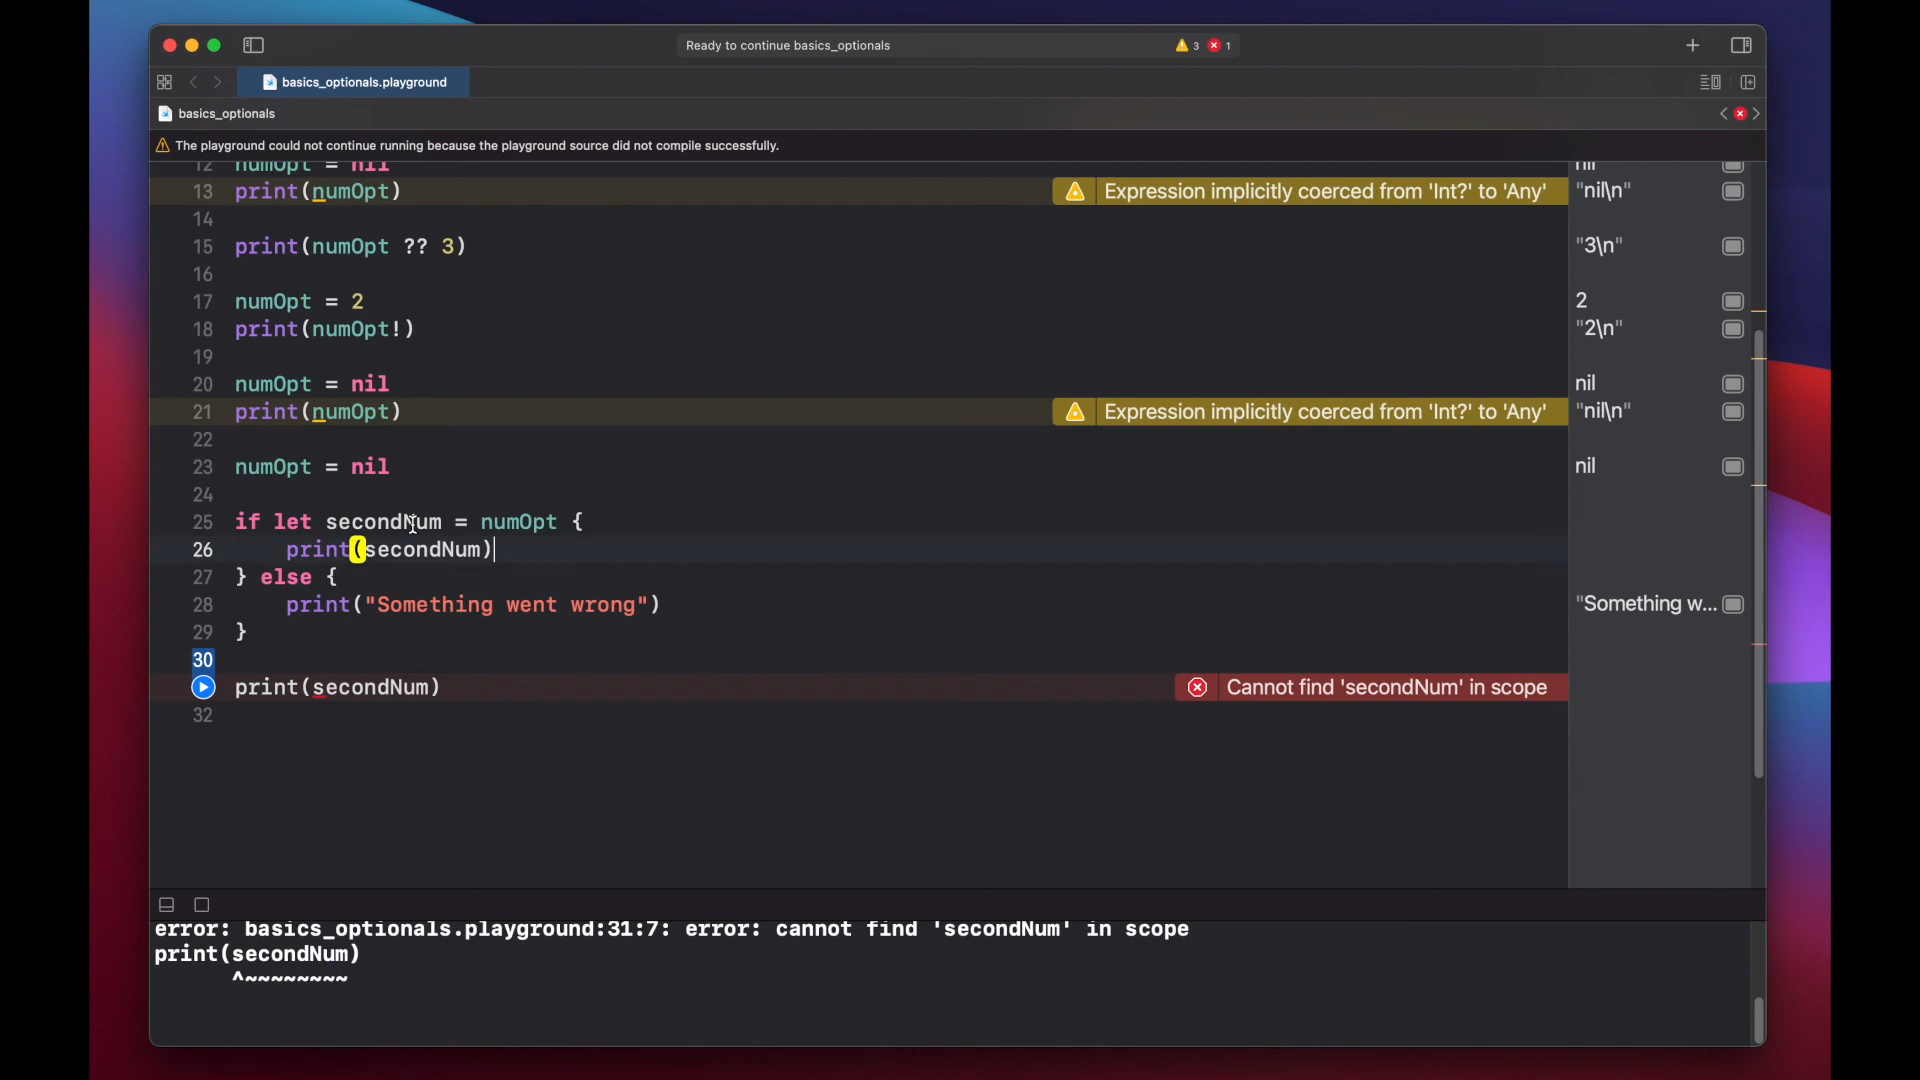 Ready to continue basics_optionals 3 1
basics_optionals.playground
basics_optionals
The playground could not continue running because the playground source did not compile successfully.
12 numOpt = nil nil
13 print(numOpt) Expression implicitly coerced from 'Int?' to 'Any' "nil\n"
14
15 print(numOpt ?? 3) "3\n"
16
17 numOpt = 2 2
18 print(numOpt!) "2\n"
19
20 numOpt = nil nil
21 print(numOpt) Expression implicitly coerced from 'Int?' to 'Any' "nil\n"
22
23 numOpt = nil nil
24
25 if let secondNum = numOpt {
26 print(secondNum)
27 } else {
28 print("Something went wrong") "Something w...
29 }
30
print(secondNum) Cannot find 'secondNum' in scope
32
error: basics_optionals.playground:31:7: error: cannot find 'secondNum' in scope
print(secondNum)
^~~~~~~~~